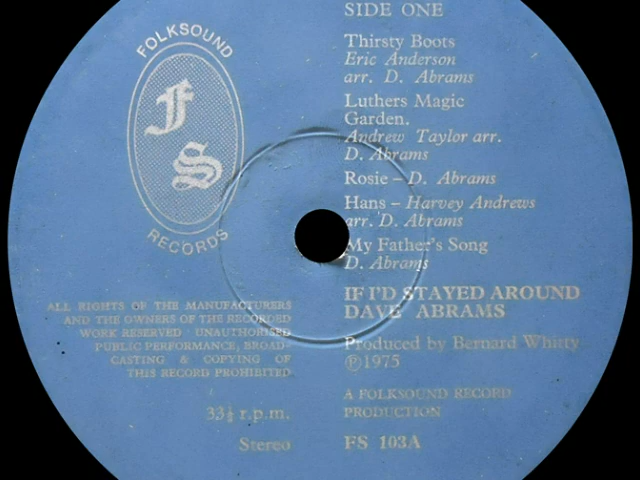 SIDE ONE
FOLKSOUND
FS
RECORDS
Thirsty Boots
Eric Anderson
arr. D. Abrams
Luthers Magic
Garden.
Andrew Taylor arr.
D. Abrams
Rosie – D. Abrams
Hans – Harvey Andrews
arr. D. Abrams
My Father's Song
D. Abrams
IF I'D STAYED AROUND
DAVE ABRAMS
Produced by Bernard Whitty
℗1975
A FOLKSOUND RECORD
PRODUCTION
FS 103A
ALL RIGHTS OF THE MANUFACTURERS
AND THE OWNERS OF THE RECORDED
WORK RESERVED · UNAUTHORISED
PUBLIC PERFORMANCE, BROAD-
CASTING & COPYING OF
THIS RECORD PROHIBITED
33⅓ r.p.m.
Stereo